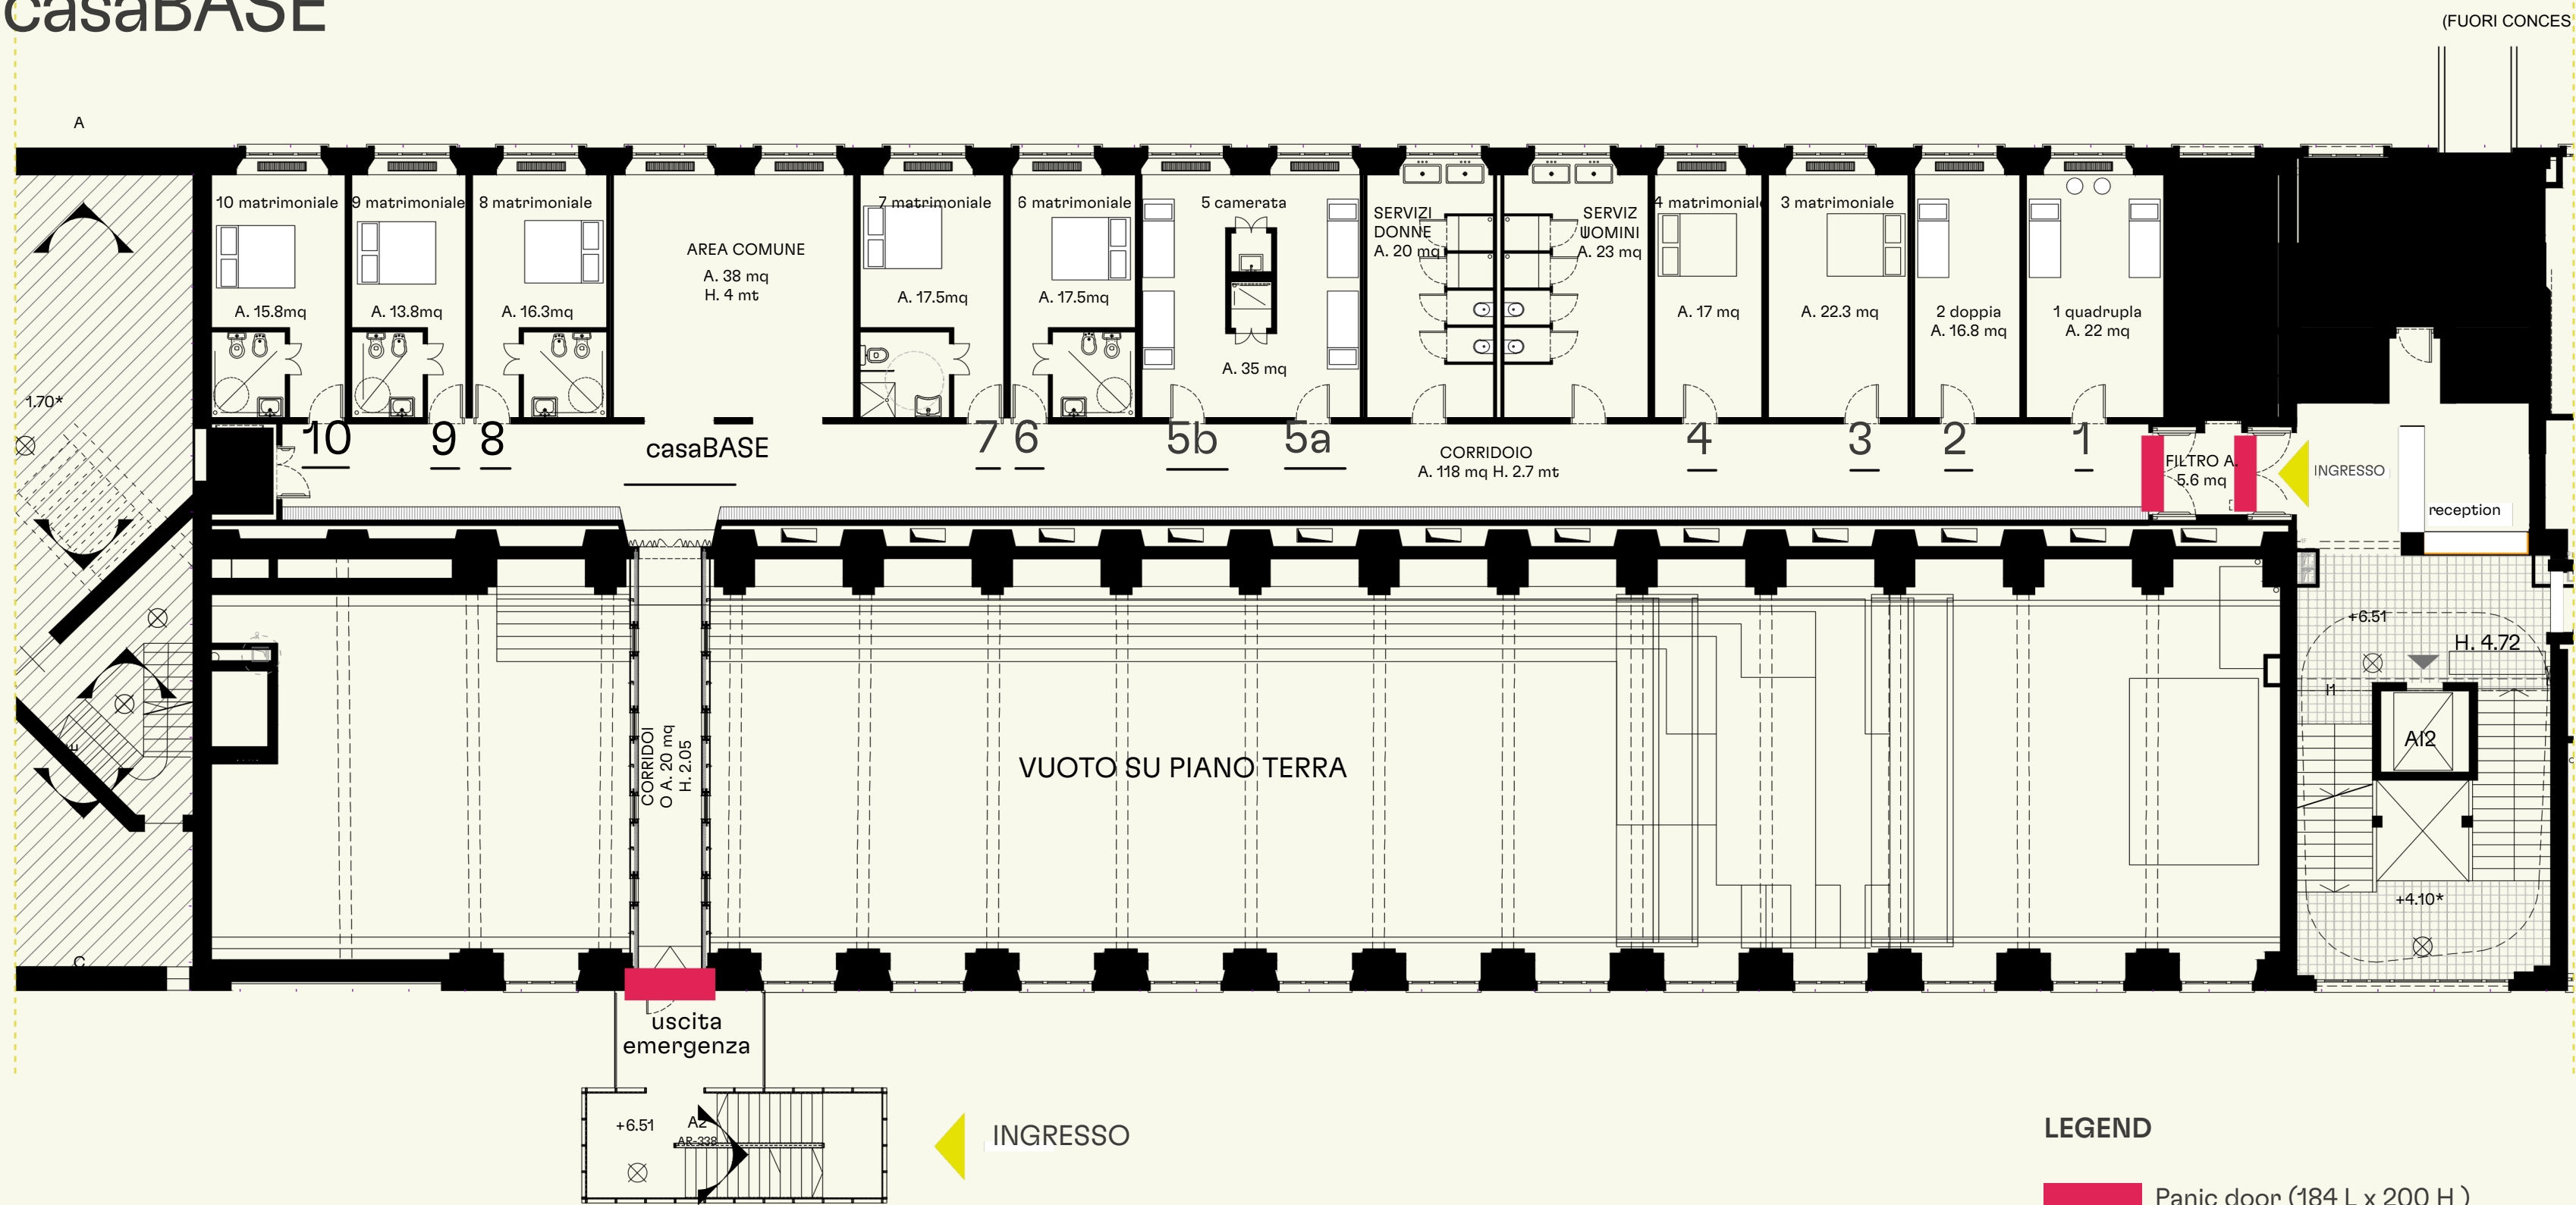 casaBASE
(FUORI CONCES
A
10 matrimoniale
9 matrimoniale
8 matrimoniale
7 matrimoniale
6 matrimoniale
5 camerata
4 matrimoniale
3 matrimoniale
SERVIZI
DONNE
A. 20 mq
SERVIZ
UOMINI
A. 23 mq
AREA COMUNE
A. 38 mq
H. 4 mt
A. 15.8mq
A. 13.8mq
A. 16.3mq
A. 17.5mq
A. 17.5mq
A. 35 mq
A. 17 mq
A. 22.3 mq
2 doppia
A. 16.8 mq
1 quadrupla
A. 22 mq
1.70*
10
9
8
casaBASE
7
6
5b
5a
CORRIDOIO
A. 118 mq H. 2.7 mt
4
3
2
1
FILTRO A.
5.6 mq
INGRESSO
reception
+6.51
H. 4.72
I1
AI2
+4.10*
CORRIDOI
O A. 20 mq
H. 2.05
VUOTO SU PIANO TERRA
E
C
uscita
emergenza
+6.51
A2
AR-338
INGRESSO
LEGEND
Panic door (184 L x 200 H )